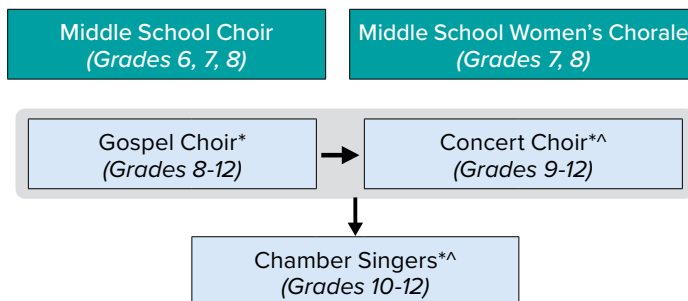 Middle School Choir
(Grades 6, 7, 8)
Middle School Women’s Chorale
(Grades 7, 8)
Gospel Choir*
(Grades 8-12)
Concert Choir*^
(Grades 9-12)
Chamber Singers*^
(Grades 10-12)